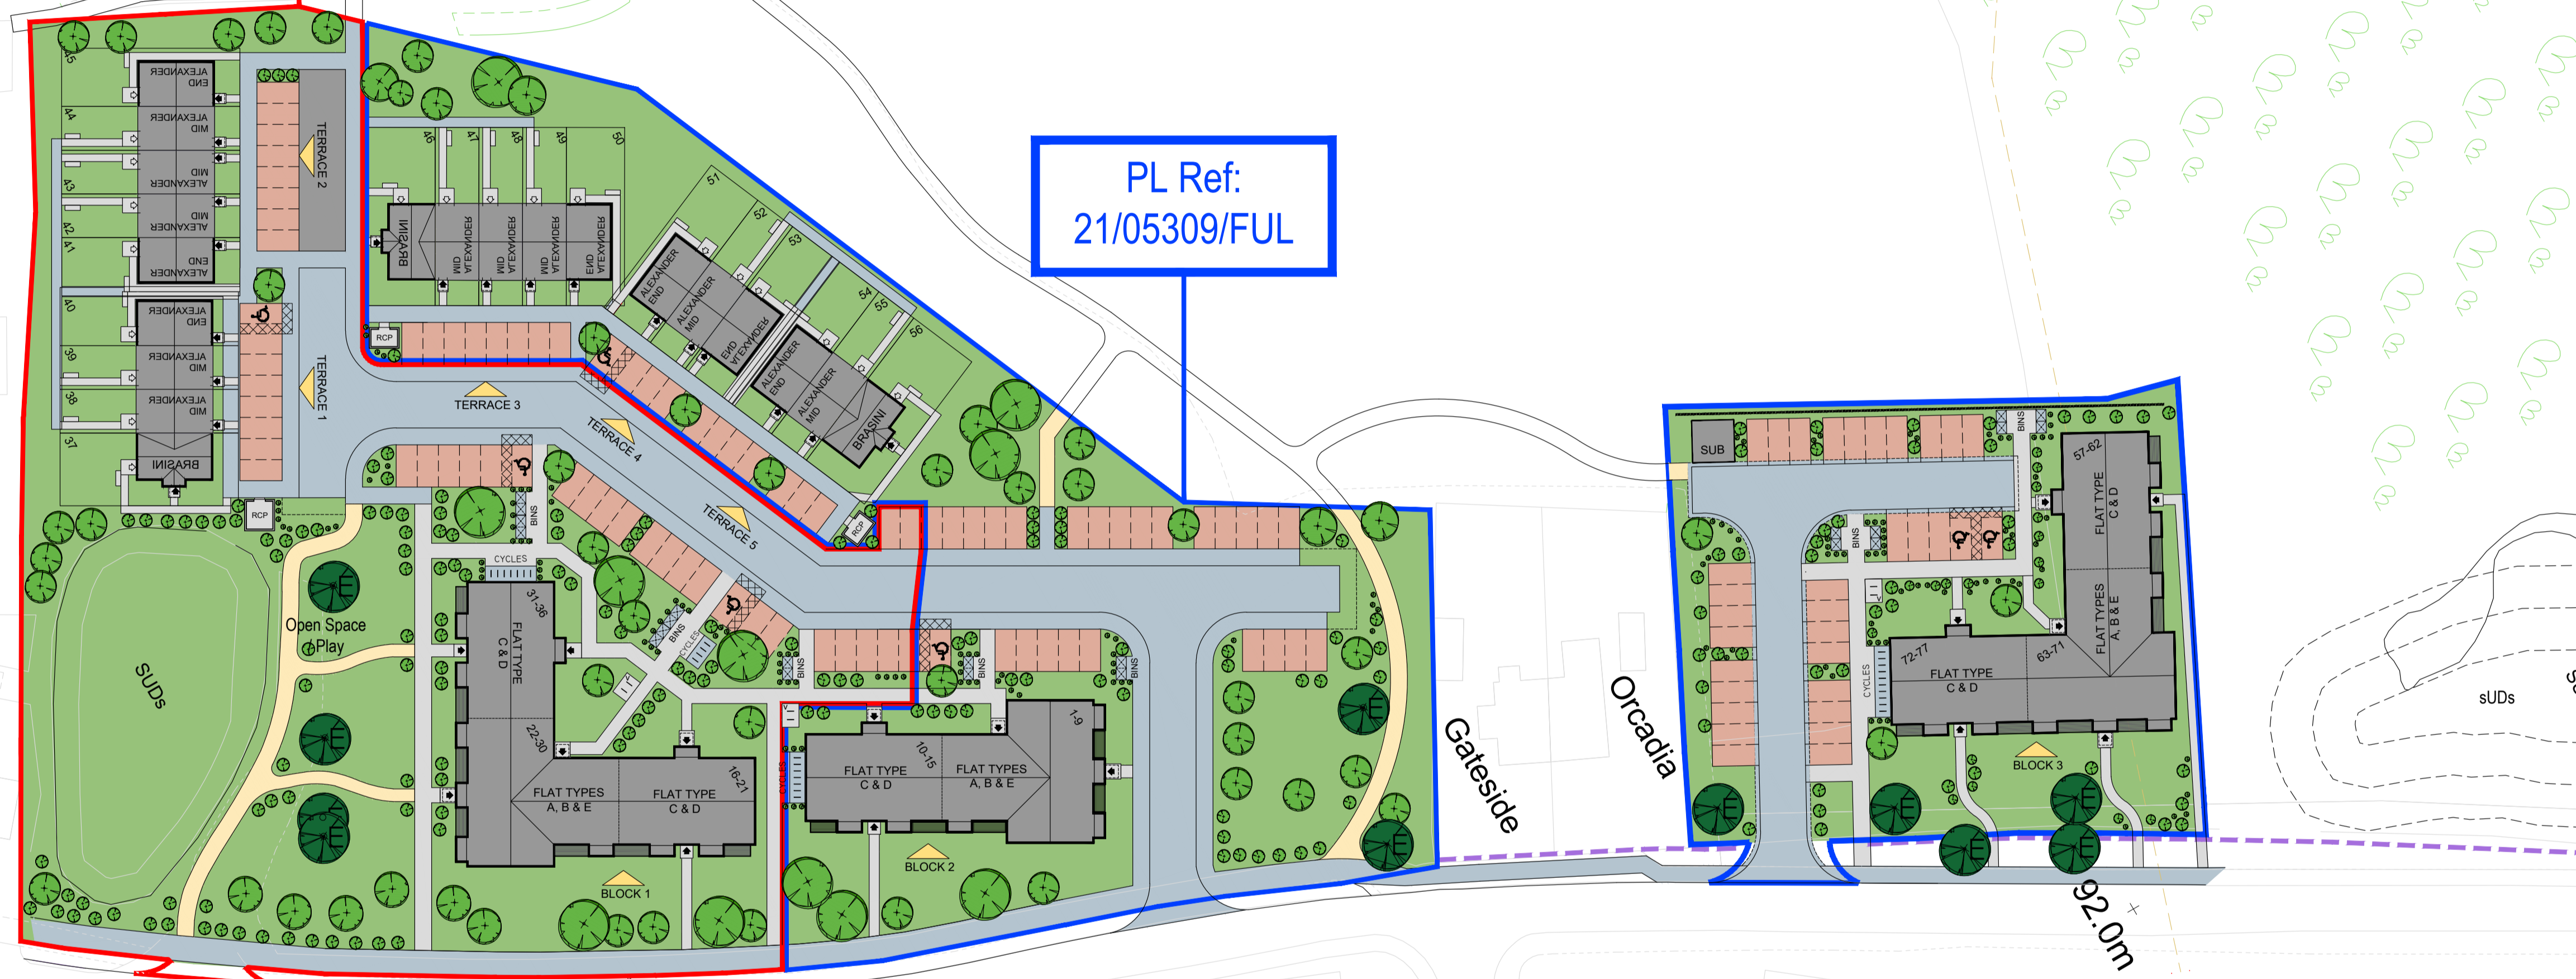 PL Ref:
21/05309/FUL
45
ALEXANDER
END
44
ALEXANDER
MID
43
MID
ALEXANDER
42
MID
ALEXANDER
41
END
ALEXANDER
TERRACE 2
40
ALEXANDER
END
39
ALEXANDER
MID
38
ALEXANDER
MID
37
BRASINI
TERRACE 1
RCP
46
47
48
49
50
BRASINI
MID
ALEXANDER
MID
ALEXANDER
MID
ALEXANDER
END
ALEXANDER
RCP
TERRACE 3
51
52
53
54
55
56
ALEXANDER
END
ALEXANDER
MID
END
ALEXANDER
ALEXANDER
END
ALEXANDER
MID
BRASINI
TERRACE 4
TERRACE 5
RCP
SUDs
Open Space
/Play
BINS
CYCLES
31-36
FLAT TYPE
C & D
22-30
FLAT TYPES
A, B & E
16-21
FLAT TYPE
C & D
BLOCK 1
BINS
CYCLES
BINS
BINS
BINS
CYCLES
1-9
10-15
FLAT TYPE
C & D
FLAT TYPES
A, B & E
BLOCK 2
Gateside
Orcadia
SUB
BINS
BINS
57-62
FLAT TYPE
C & D
FLAT TYPES
A, B & E
63-71
72-77
FLAT TYPE
C & D
CYCLES
BLOCK 3
sUDs
92.0m